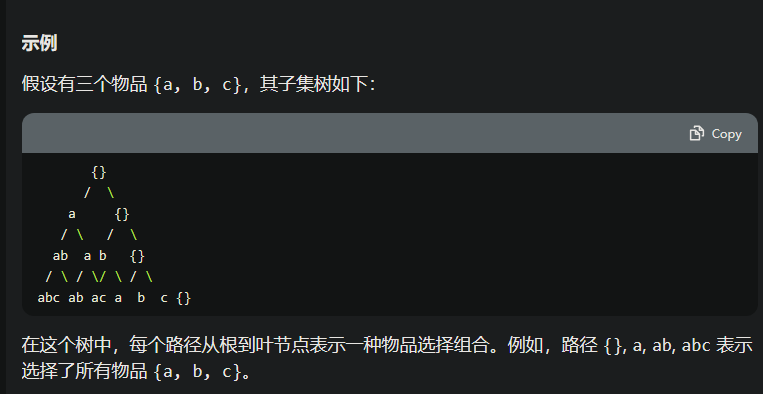 示例
假设有三个物品 {a, b, c}，其子集树如下：
Copy
{}
/ \
a {}
/ \ / \
ab a b {}
/ \ / \/ \ / \
abc ab ac a b c {}
在这个树中，每个路径从根到叶节点表示一种物品选择组合。例如，路径 {}, a, ab, abc 表示
选择了所有物品 {a, b, c}。